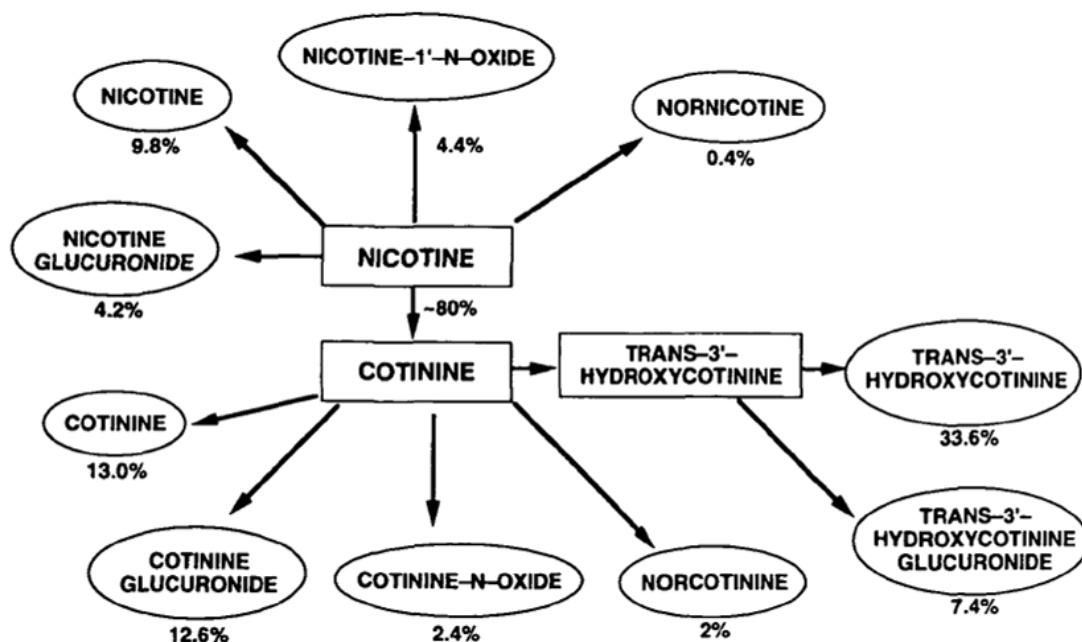 NICOTINE–1'–N–OXIDE
NICOTINE
9.8%
4.4%
NORNICOTINE
0.4%
NICOTINE
GLUCURONIDE
4.2%
NICOTINE
~80%
COTININE
TRANS–3'–
HYDROXYCOTININE
TRANS–3'–
HYDROXYCOTININE
33.6%
COTININE
13.0%
COTININE
GLUCURONIDE
12.6%
COTININE–N–OXIDE
2.4%
NORCOTININE
2%
TRANS–3'–
HYDROXYCOTININE
GLUCURONIDE
7.4%